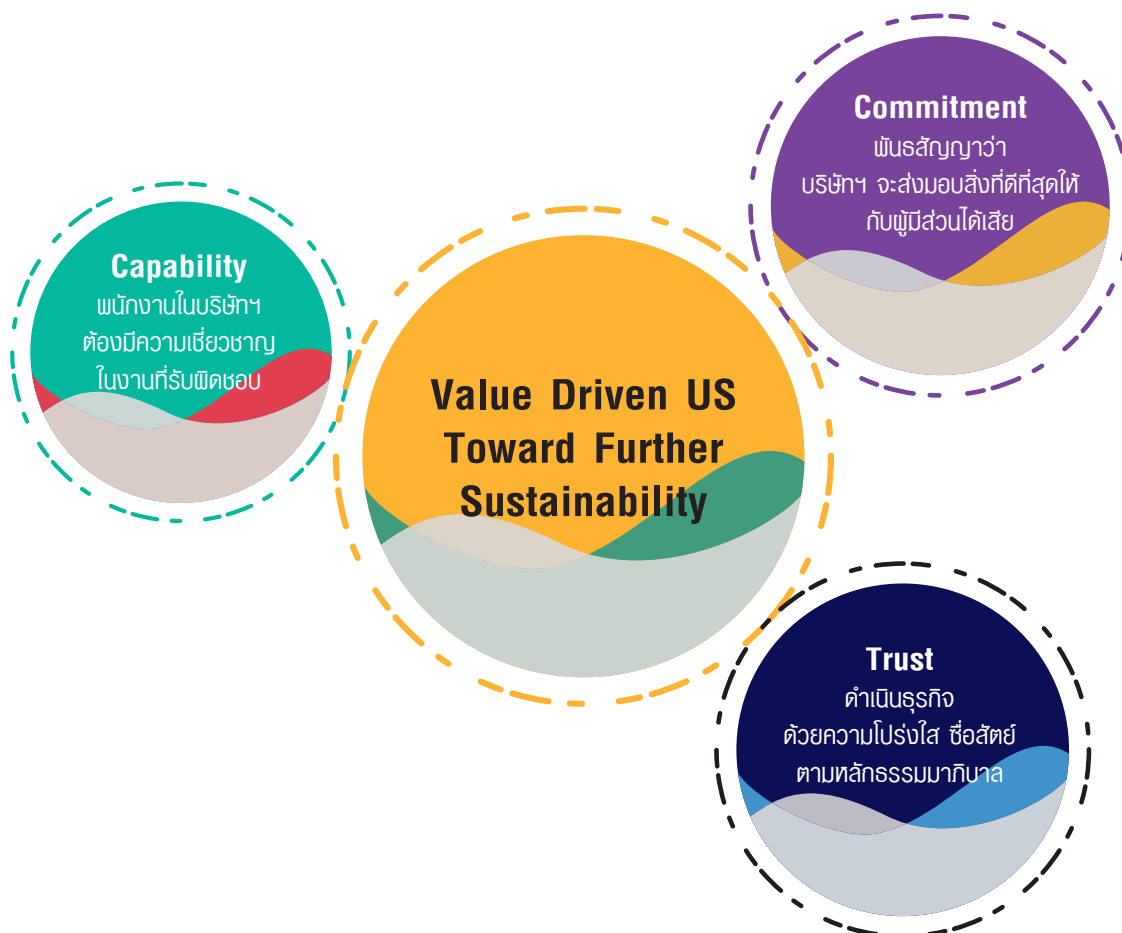 Commitment
พันธสัญญาว่า
บริษัทฯ จะส่งมอบสิ่งที่ดีที่สุดให้
กับผู้มีส่วนได้เสีย
Capability
พนักงานในบริษัทฯ
ต้องมีความเชี่ยวชาญ
ในงานที่รับผิดชอบ
Value Driven US
Toward Further
Sustainability
Trust
ดำเนินธุรกิจ
ด้วยความโปร่งใส ซื่อสัตย์
ตามหลักธรรมมาภิบาล